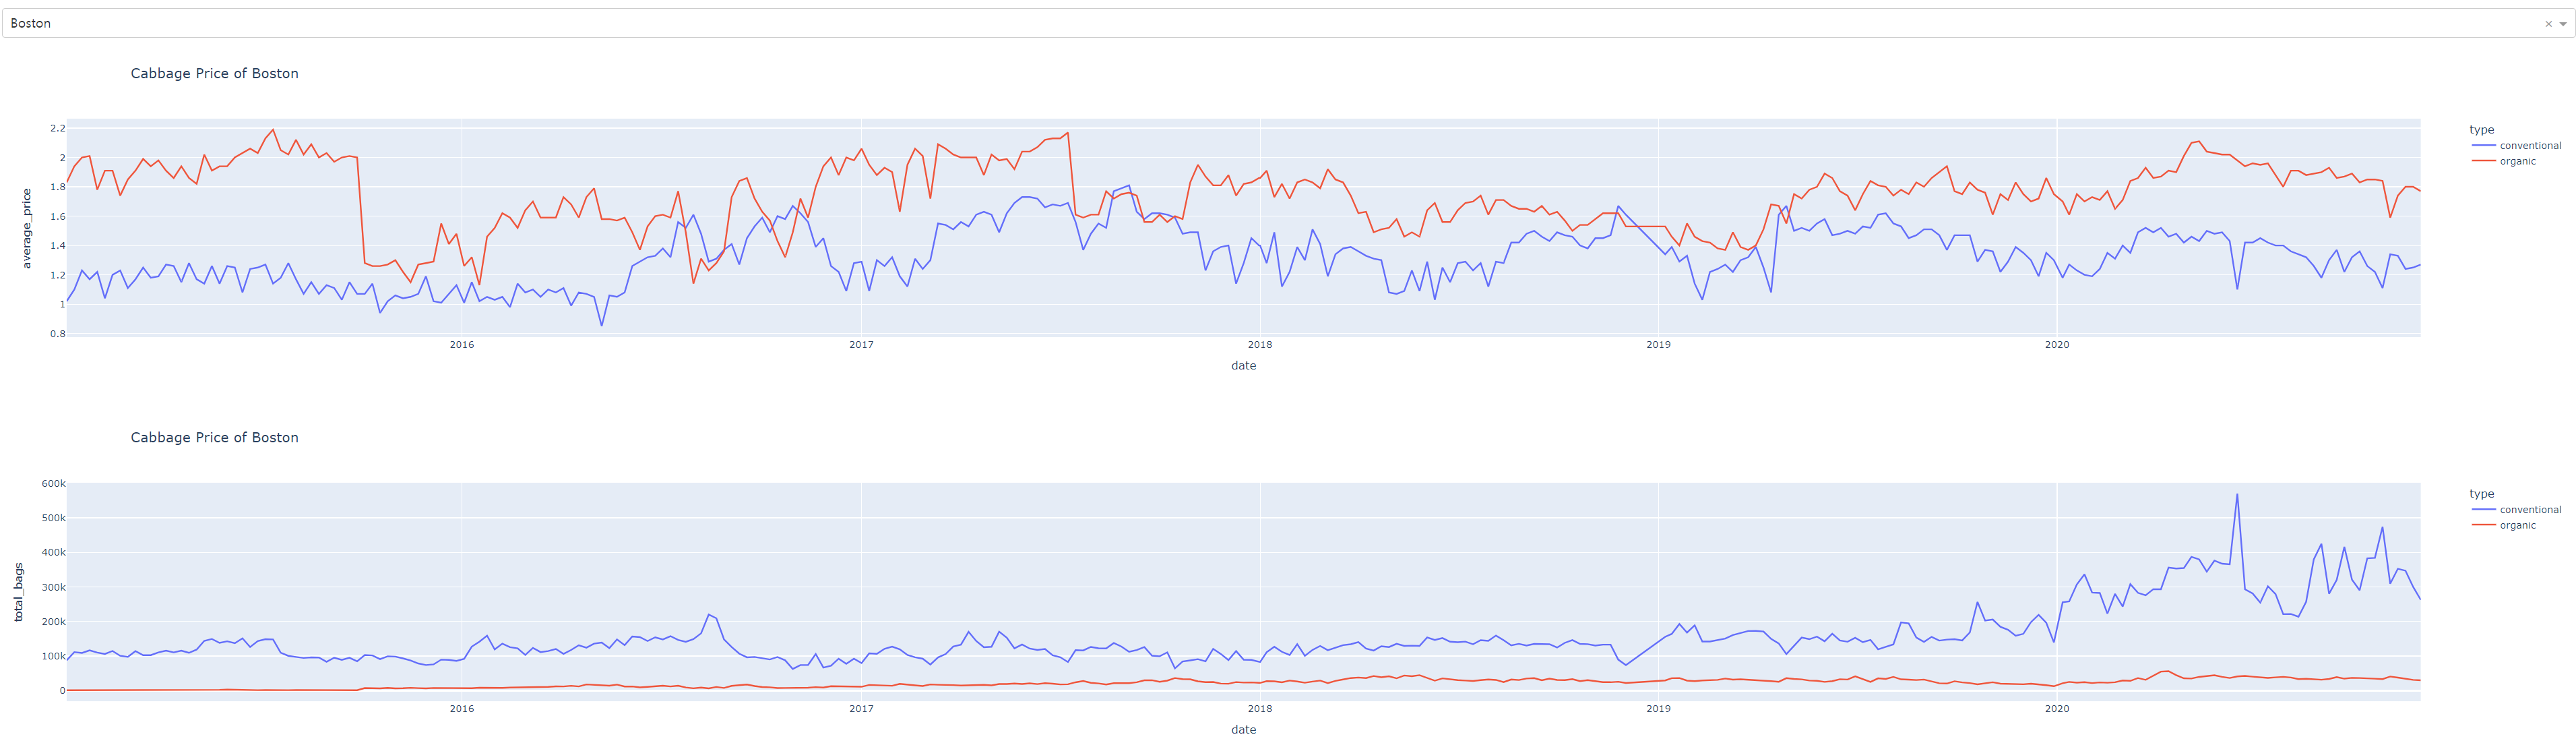 Boston
Cabbage Price of Boston
2.2
2
1.8
1.6
1.4
1.2
1
0.8
average_price
2016 2017 2018 2019 2020
date
type
conventional
organic
Cabbage Price of Boston
600k
500k
400k
300k
200k
100k
0
total_bags
2016 2017 2018 2019 2020
date
type
conventional
organic